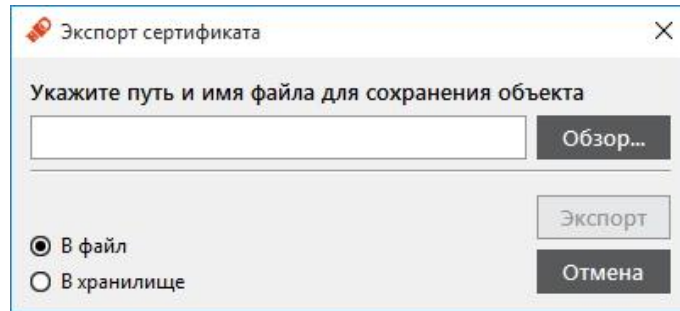 Экспорт сертификата
Укажите путь и имя файла для сохранения объекта
Обзор...
Экспорт
В файл
В хранилище
Отмена